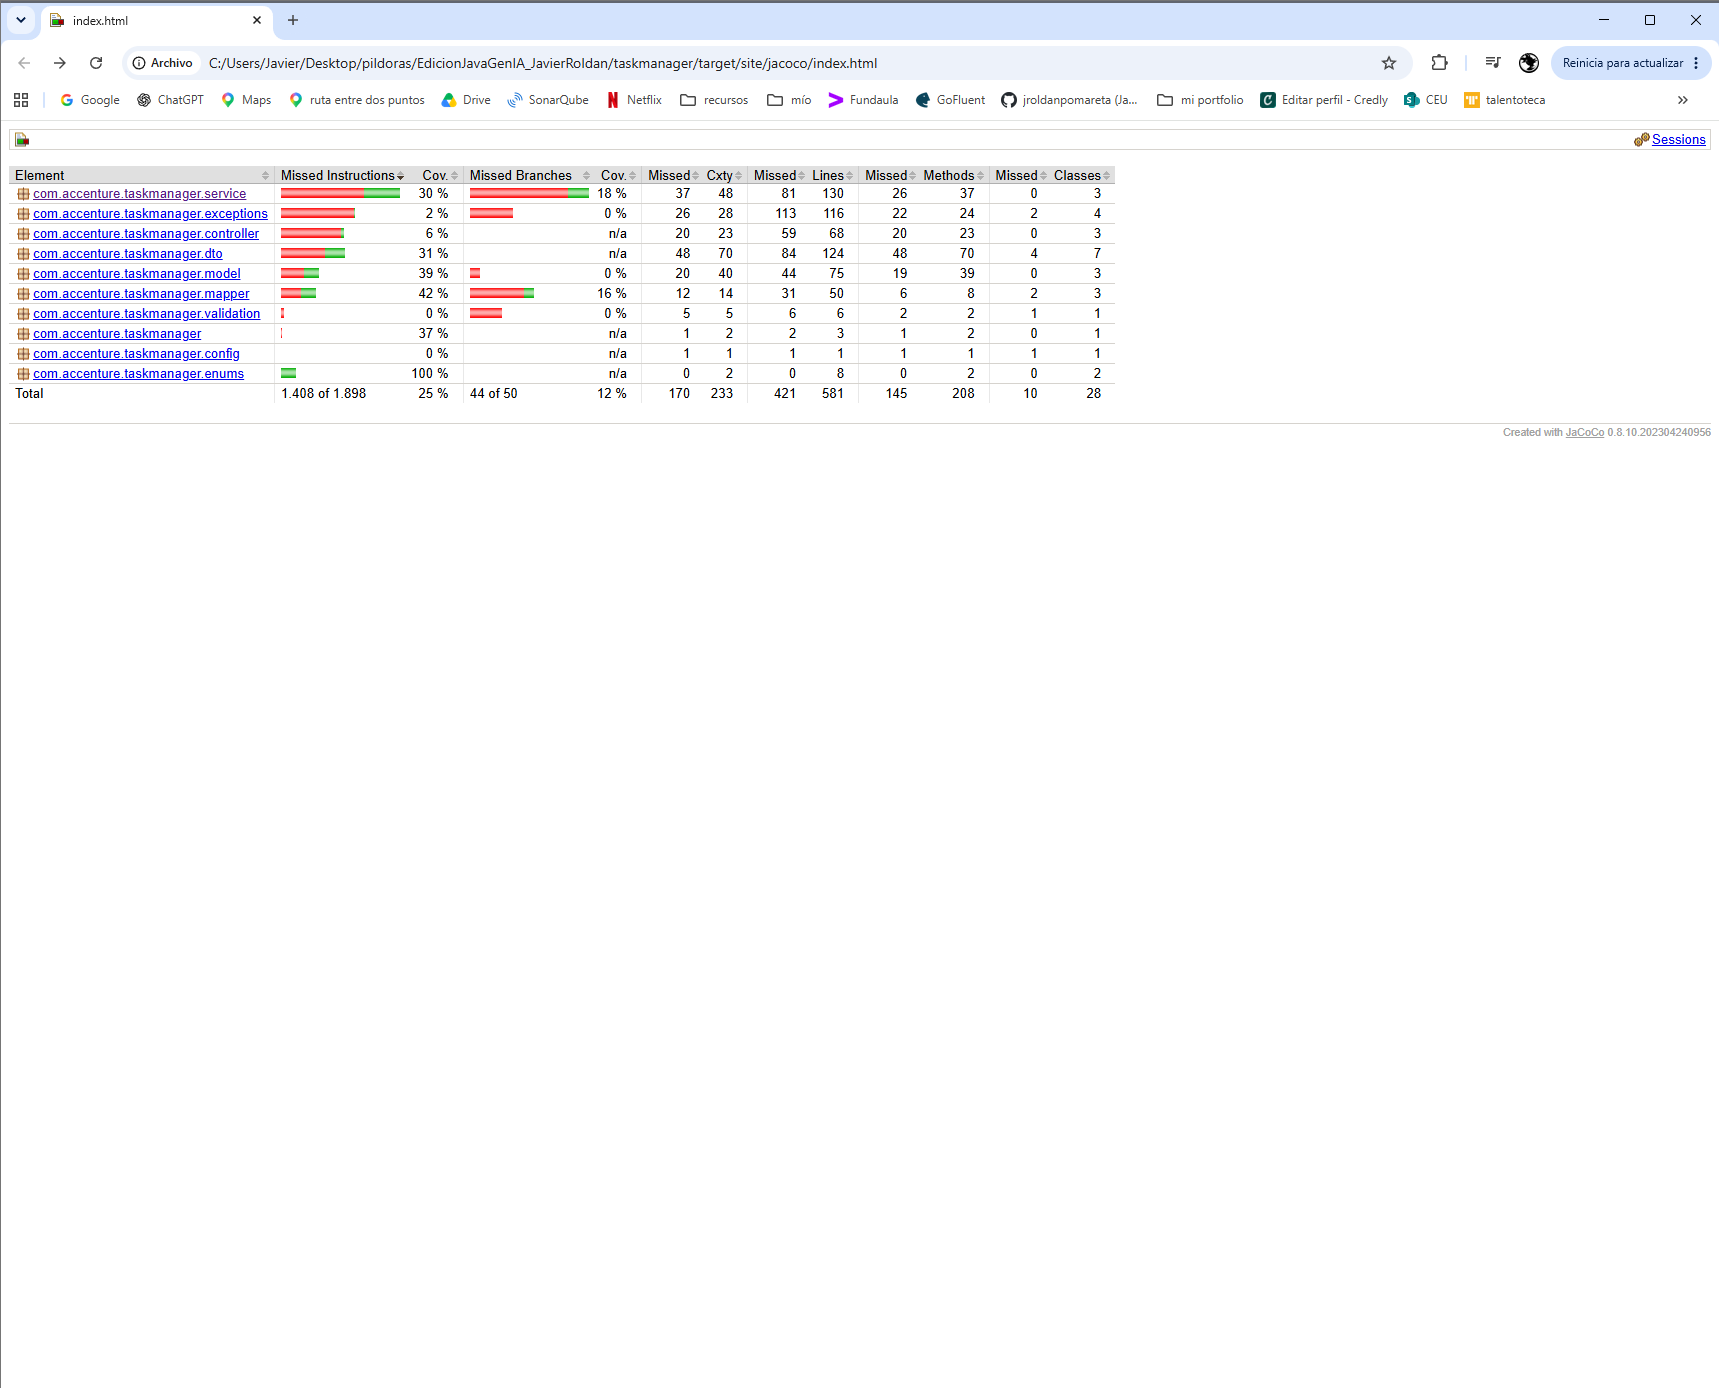 index.html
Archivo C:/Users/Javier/Desktop/pildoras/EdicionJavaGenIA_JavierRoldan/taskmanager/target/site/jacoco/index.html Reinicia para actualizar
Google ChatGPT Maps ruta entre dos puntos Drive SonarQube Netflix recursos mío Fundaula GoFluent jroldanpomareta (Ja... mi portfolio Editar perfil - Credly CEU talentoteca
Sessions
Element Missed Instructions Cov. Missed Branches Cov. Missed Cxty Missed Lines Missed Methods Missed Classes
com.accenture.taskmanager.service 30 % 18 % 37 48 81 130 26 37 0 3
com.accenture.taskmanager.exceptions 2 % 0 % 26 28 113 116 22 24 2 4
com.accenture.taskmanager.controller 6 % n/a 20 23 59 68 20 23 0 3
com.accenture.taskmanager.dto 31 % n/a 48 70 84 124 48 70 4 7
com.accenture.taskmanager.model 39 % 0 % 20 40 44 75 19 39 0 3
com.accenture.taskmanager.mapper 42 % 16 % 12 14 31 50 6 8 2 3
com.accenture.taskmanager.validation 0 % 0 % 5 5 6 6 2 2 1 1
com.accenture.taskmanager 37 % n/a 1 2 2 3 1 2 0 1
com.accenture.taskmanager.config 0 % n/a 1 1 1 1 1 1 1 1
com.accenture.taskmanager.enums 100 % n/a 0 2 0 8 0 2 0 2
Total 1.408 of 1.898 25 % 44 of 50 12 % 170 233 421 581 145 208 10 28
Created with JaCoCo 0.8.10.202304240956